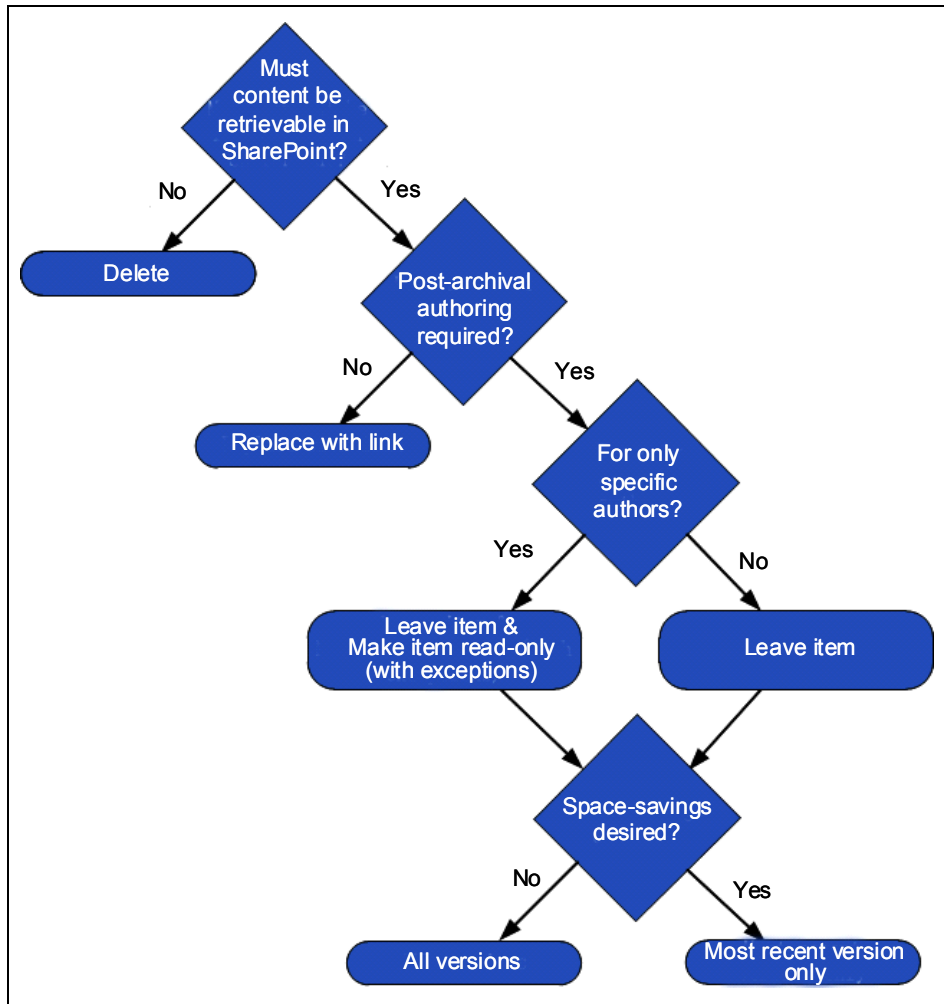 Must
content be
retrievable in
SharePoint?
No
Yes
Delete
Post-archival
authoring
required?
No
Yes
Replace with link
For only
specific
authors?
Yes
No
Leave item &
Make item read-only
(with exceptions)
Leave item
Space-savings
desired?
No
Yes
All versions
Most recent version
only